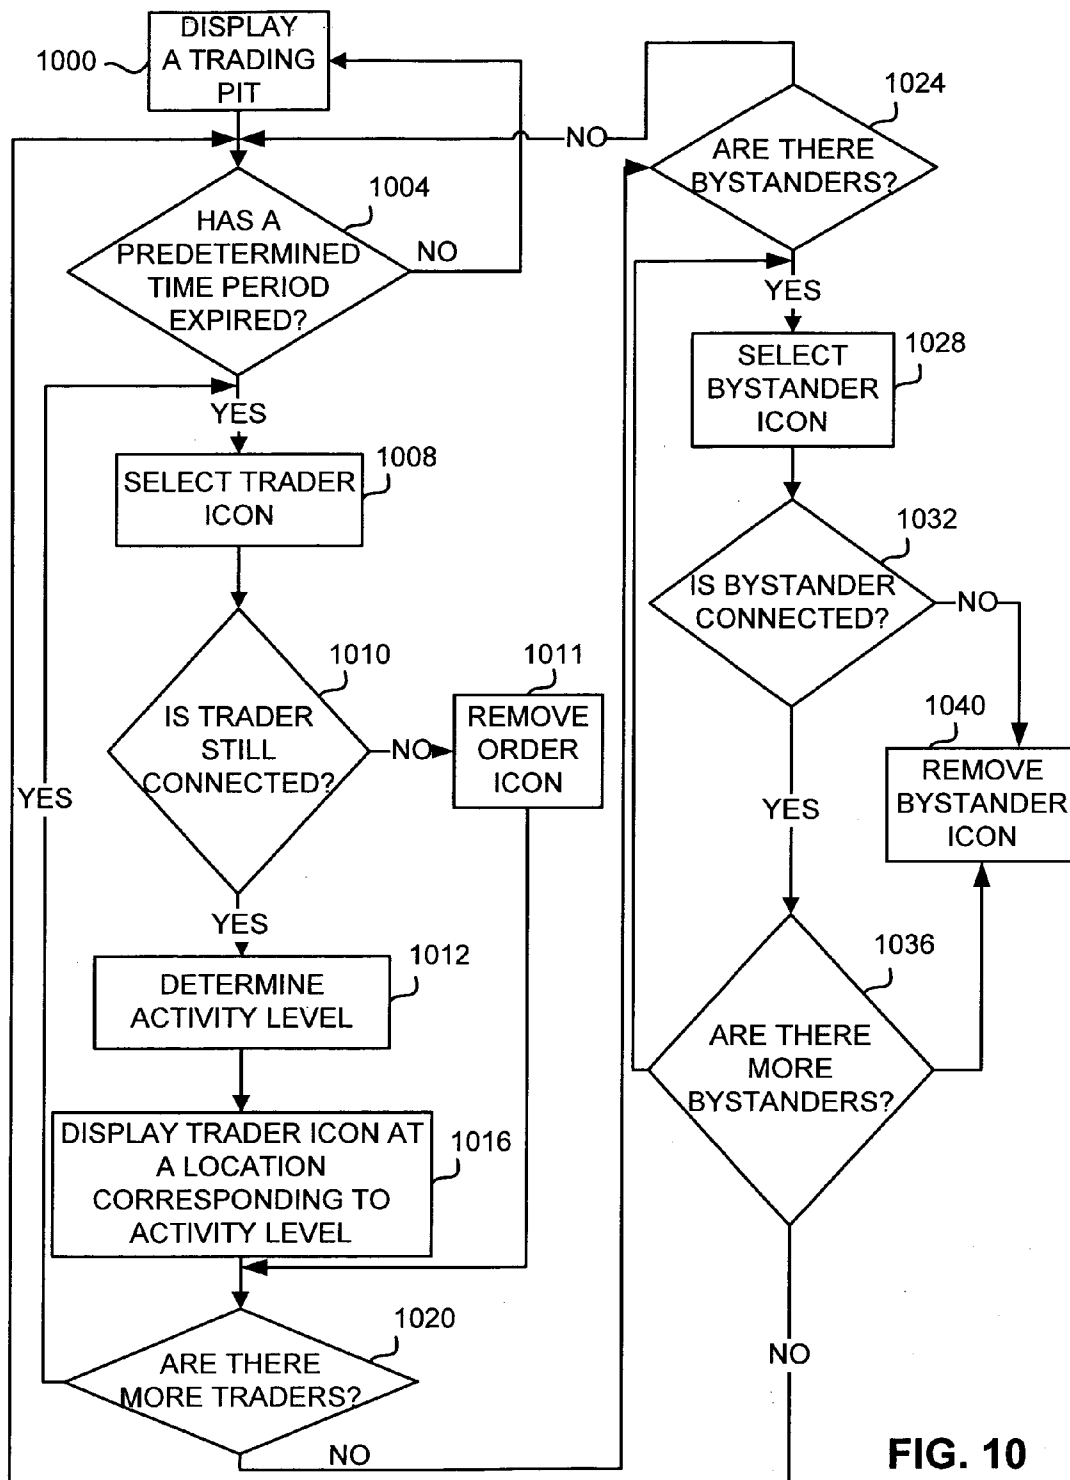 1000
DISPLAY
A TRADING
PIT
1004
HAS A
PREDETERMINED
TIME PERIOD
EXPIRED?
NO
YES
1008
SELECT TRADER
ICON
1010
IS TRADER
STILL
CONNECTED?
NO
1011
REMOVE
ORDER
ICON
YES
YES
1012
DETERMINE
ACTIVITY LEVEL
DISPLAY TRADER ICON AT
A LOCATION
CORRESPONDING TO
ACTIVITY LEVEL
1016
1020
ARE THERE
MORE TRADERS?
NO
NO
1024
ARE THERE
BYSTANDERS?
YES
1028
SELECT
BYSTANDER
ICON
1032
IS BYSTANDER
CONNECTED?
NO
1040
REMOVE
BYSTANDER
ICON
YES
1036
ARE THERE
MORE
BYSTANDERS?
NO
FIG. 10